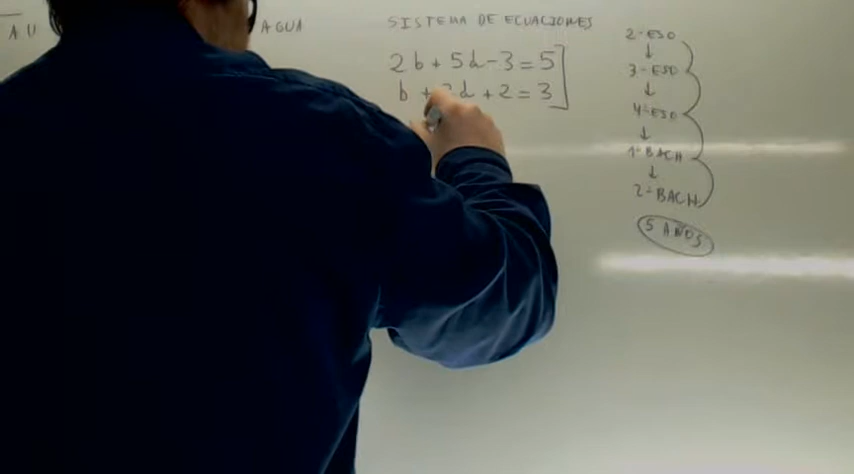 AGUA
SISTEMA DE ECUACIONES
2b + 5d - 3 = 5
b + 2d + 2 = 3
2º ESO
3º ESO
4º ESO
1º BACH
2º BACH
5 AÑOS